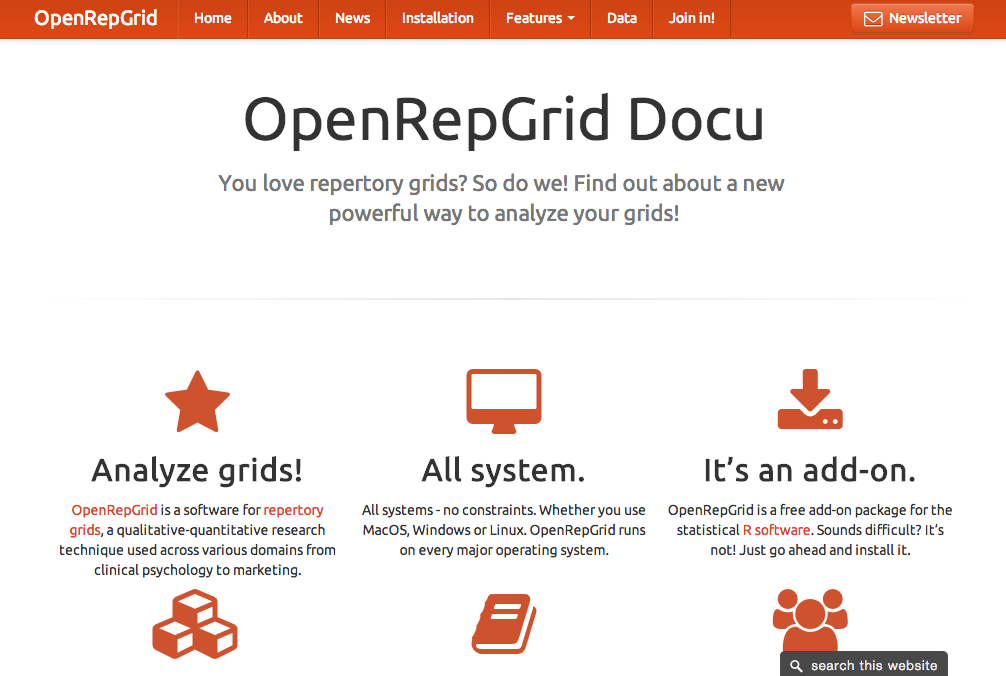 OpenRepGrid Home About News Installation Features Data Join in! Newsletter
OpenRepGrid Docu
You love repertory grids? So do we! Find out about a new
powerful way to analyze your grids!
Analyze grids!
OpenRepGrid is a software for repertory
grids, a qualitative-quantitative research
technique used across various domains from
clinical psychology to marketing.
All system.
All systems - no constraints. Whether you use
MacOS, Windows or Linux. OpenRepGrid runs
on every major operating system.
It's an add-on.
OpenRepGrid is a free add-on package for the
statistical R software. Sounds difficult? It's
not! Just go ahead and install it.
search this website